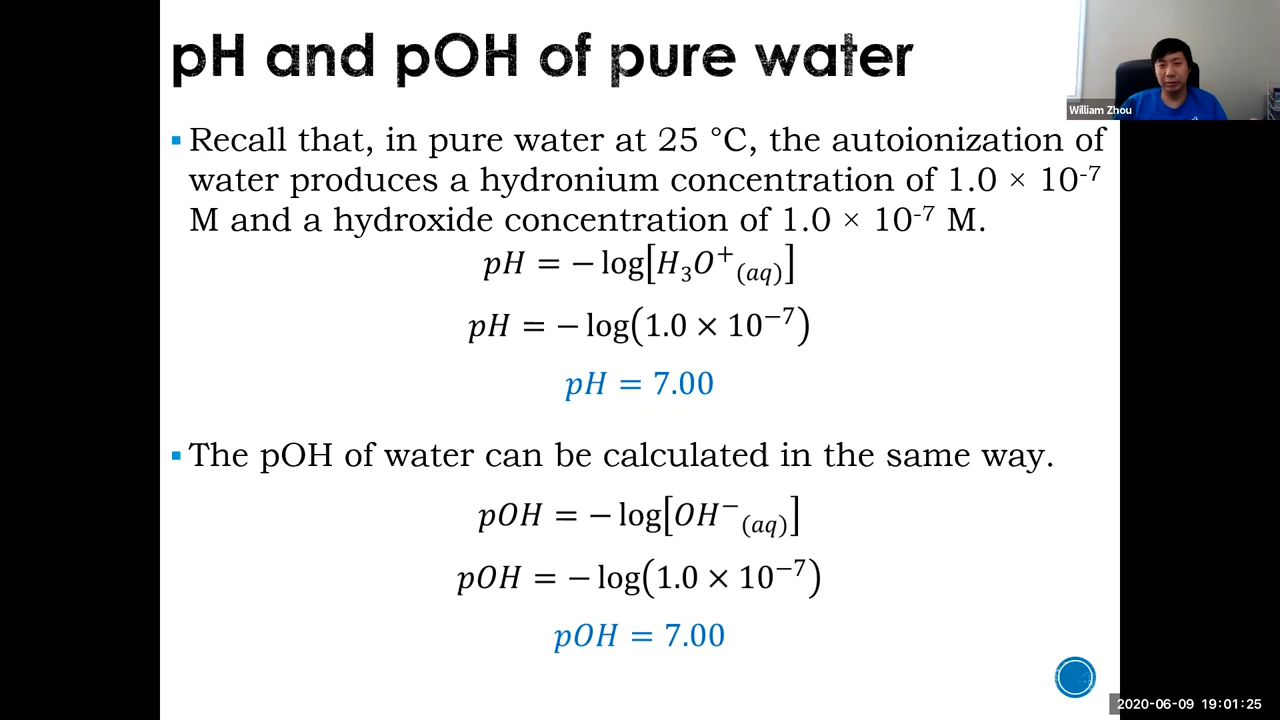 pH and pOH of pure water
William Zhou
▪ Recall that, in pure water at 25 °C, the autoionization of
water produces a hydronium concentration of 1.0 × 10⁻⁷
M and a hydroxide concentration of 1.0 × 10⁻⁷ M.
pH = − log[H₃O⁺₍aq₎]
pH = − log(1.0 × 10⁻⁷)
pH = 7.00
▪ The pOH of water can be calculated in the same way.
pOH = − log[OH⁻₍aq₎]
pOH = − log(1.0 × 10⁻⁷)
pOH = 7.00
2020-06-09 19:01:25